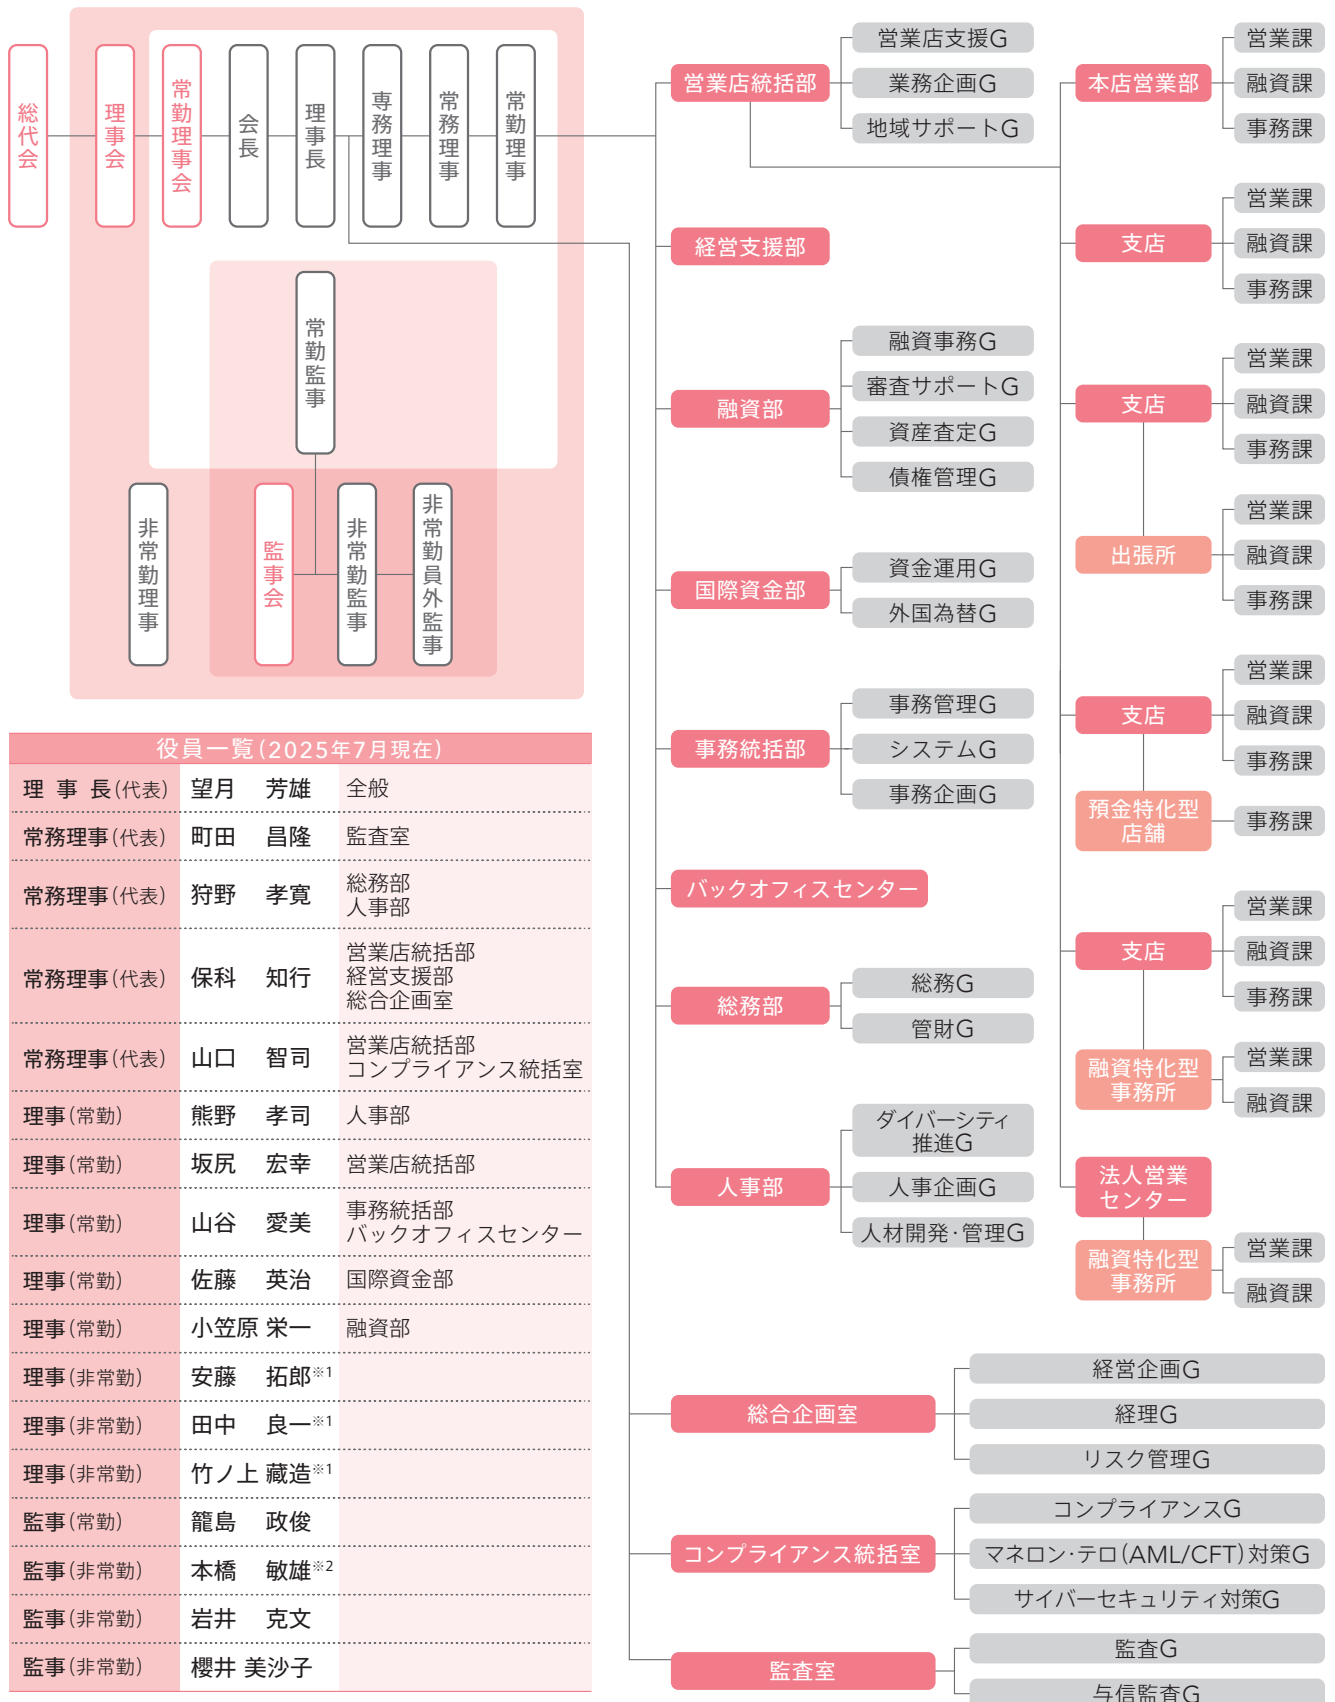 総代会
理事会
常勤理事会
会長
理事長
専務理事
常務理事
常勤理事
常勤監事
非常勤理事
監事会
非常勤監事
非常勤員外監事
役員一覧(2025年7月現在)
理事長(代表) 望月 芳雄 全般
常務理事(代表) 町田 昌隆 監査室
常務理事(代表) 狩野 孝寛 総務部
人事部
常務理事(代表) 保科 知行 営業店統括部
経営支援部
総合企画室
常務理事(代表) 山口 智司 営業店統括部
コンプライアンス統括室
理事(常勤) 熊野 孝司 人事部
理事(常勤) 坂尻 宏幸 営業店統括部
理事(常勤) 山谷 愛美 事務統括部
バックオフィスセンター
理事(常勤) 佐藤 英治 国際資金部
理事(常勤) 小笠原 栄一 融資部
理事(非常勤) 安藤 拓郎※1
理事(非常勤) 田中 良一※1
理事(非常勤) 竹ノ上 藏造※1
監事(常勤) 籠島 政俊
監事(非常勤) 本橋 敏雄※2
監事(非常勤) 岩井 克文
監事(非常勤) 櫻井 美沙子
営業店統括部
営業店支援G
業務企画G
地域サポートG
経営支援部
融資部
融資事務G
審査サポートG
資産査定G
債権管理G
国際資金部
資金運用G
外国為替G
事務統括部
事務管理G
システムG
事務企画G
バックオフィスセンター
総務部
総務G
管財G
人事部
ダイバーシティ
推進G
人事企画G
人材開発・管理G
本店営業部
営業課
融資課
事務課
支店
営業課
融資課
事務課
支店
営業課
融資課
事務課
出張所
営業課
融資課
事務課
支店
営業課
融資課
事務課
預金特化型
店舗
事務課
支店
営業課
融資課
事務課
融資特化型
事務所
営業課
融資課
法人営業
センター
融資特化型
事務所
営業課
融資課
総合企画室
経営企画G
経理G
リスク管理G
コンプライアンス統括室
コンプライアンスG
マネロン・テロ(AML/CFT)対策G
サイバーセキュリティ対策G
監査室
監査G
与信監査G